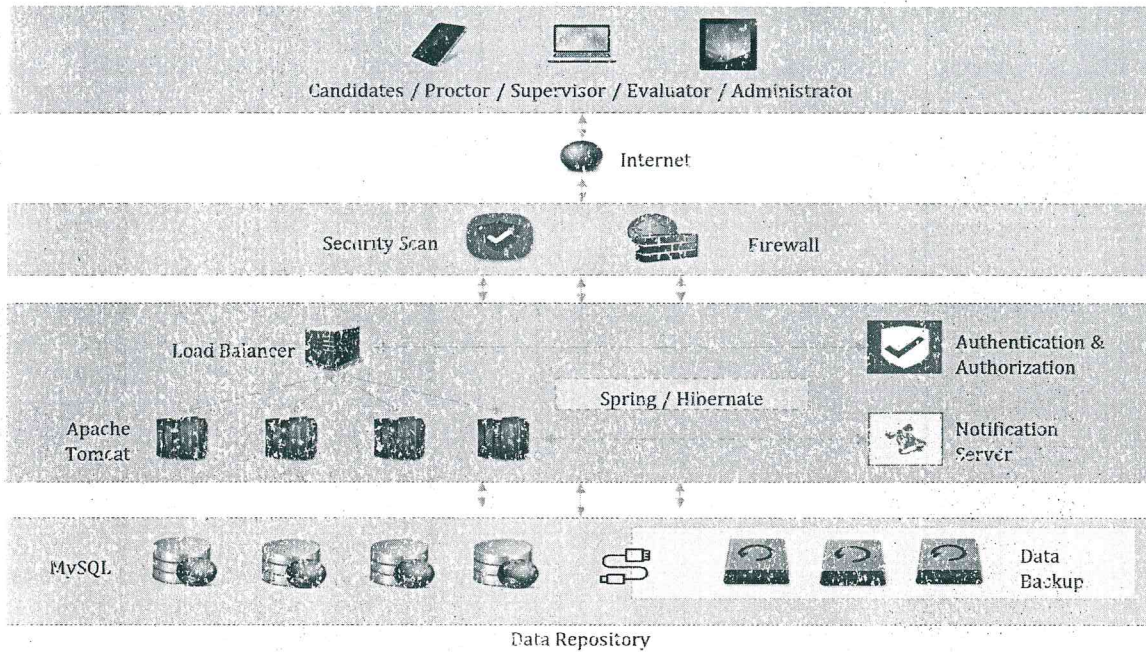 Candidates / Proctor / Supervisor / Evaluator / Administrator
Internet
Security Scan
Firewall
Load Balancer
Authentication &
Authorization
Spring / Hibernate
Apache
Tomcat
Notification
Server
MySQL
Data
Backup
Data Repository